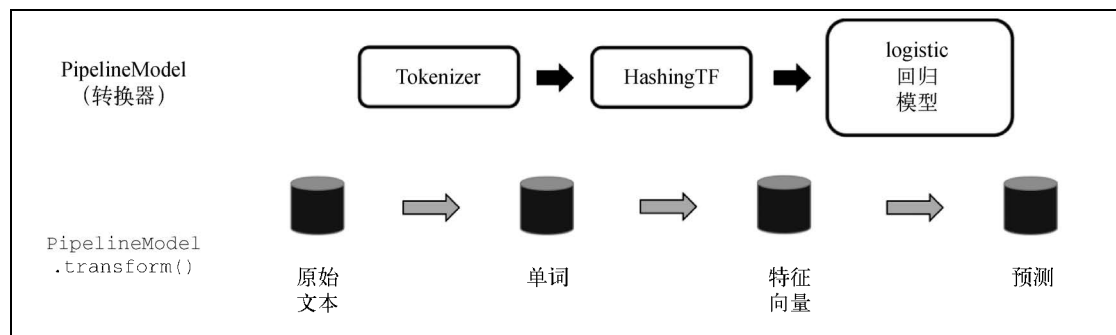 PipelineModel
（转换器）
Tokenizer
HashingTF
logistic
回归
模型
PipelineModel
.transform()
原始
文本
单词
特征
向量
预测